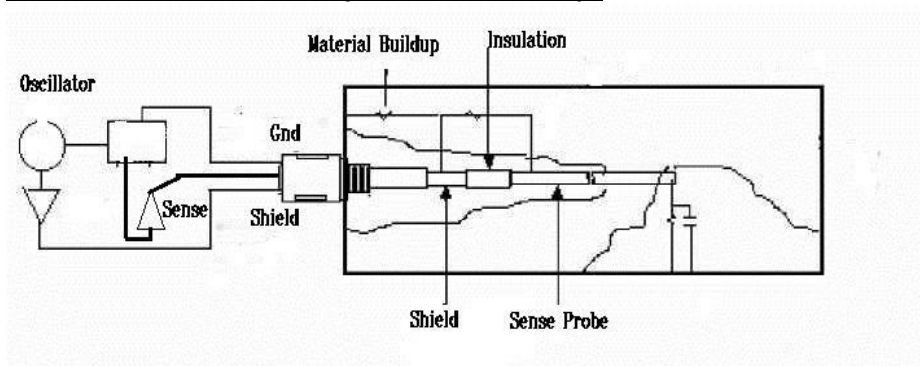 Material Buildup
Insulation
Oscillator
Gnd
Sense
Shield
Shield
Sense Probe